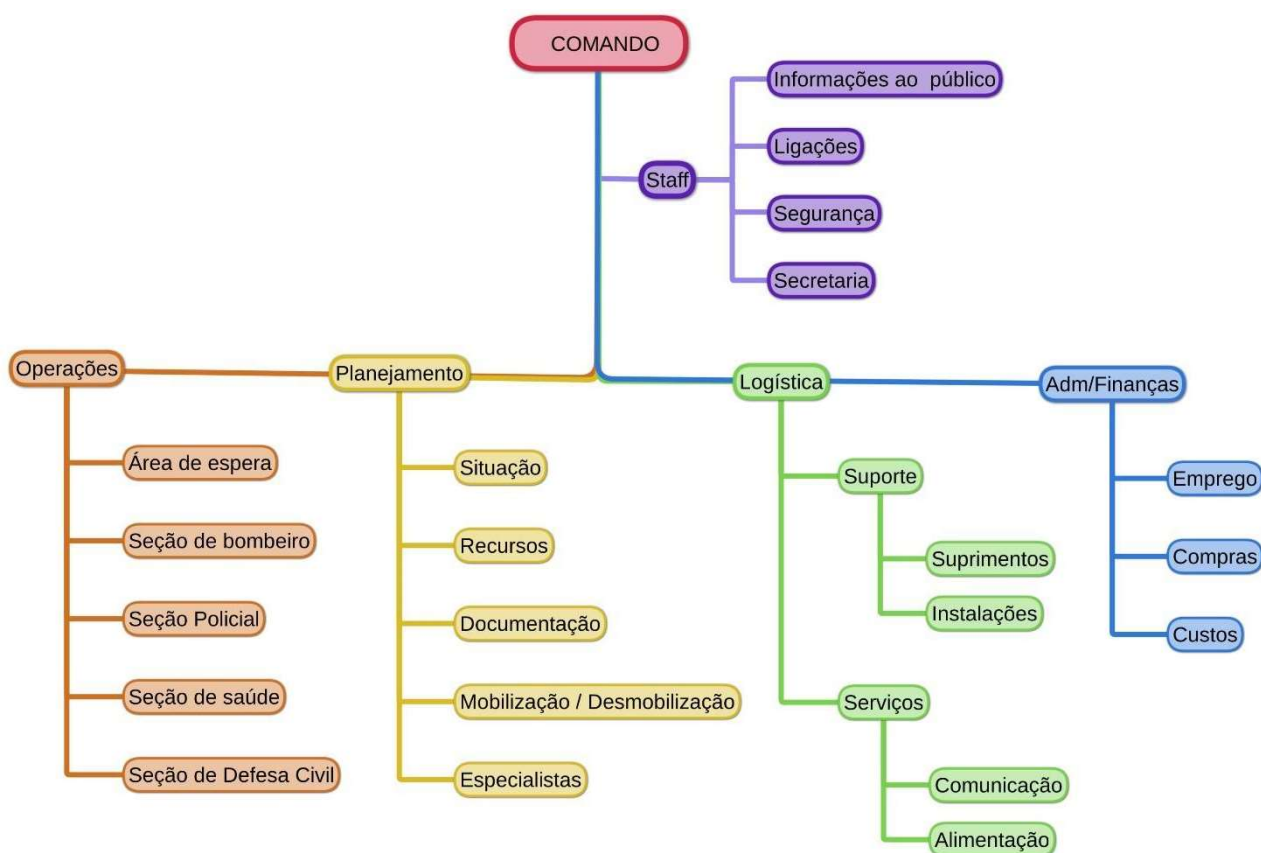 COMANDO
Informações ao  público
Ligações
Staff
Segurança
Secretaria
Operações
Área de espera
Seção de bombeiro
Seção Policial
Seção de saúde
Seção de Defesa Civil
Planejamento
Situação
Recursos
Documentação
Mobilização / Desmobilização
Especialistas
Logística
Suporte
Suprimentos
Instalações
Serviços
Comunicação
Alimentação
Adm/Finanças
Emprego
Compras
Custos